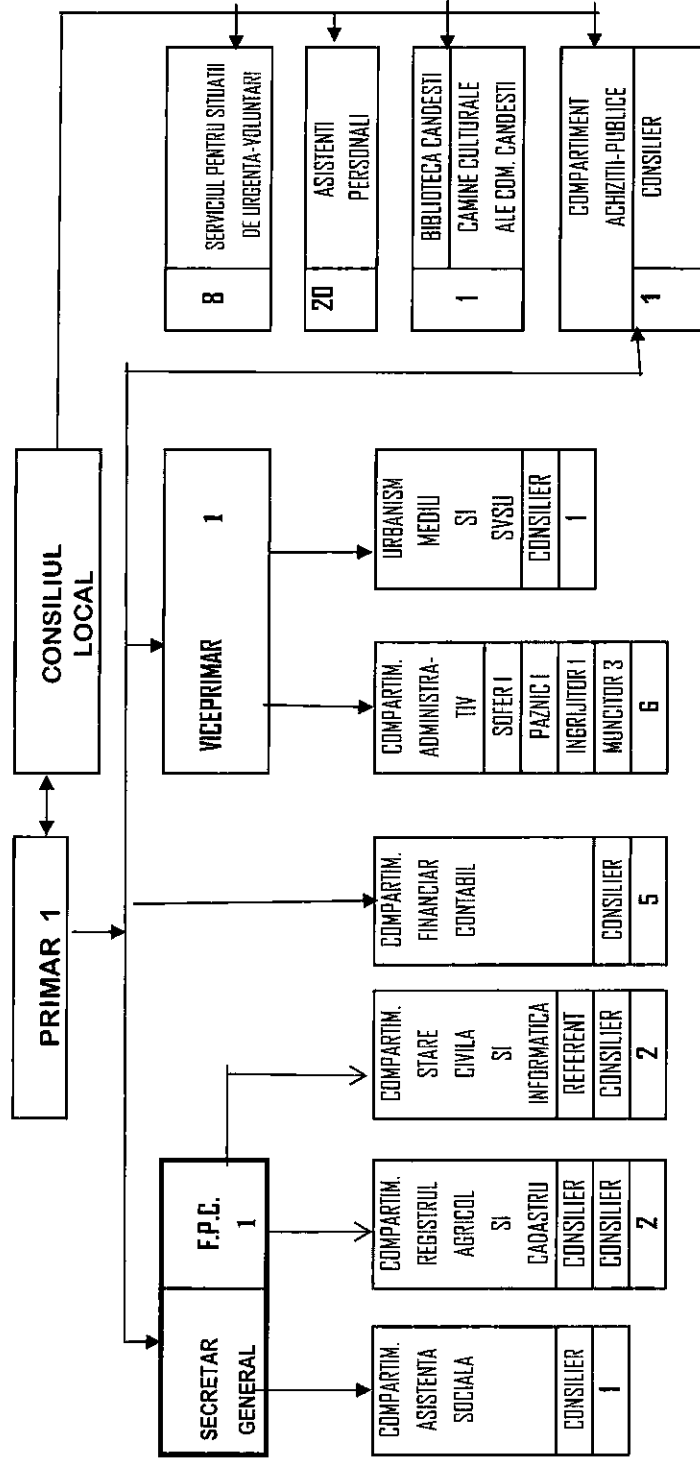 PRIMAR 1
CONSILIUL
LOCAL
SECRETAR
GENERAL
F.P.C.
1
VICEPRIMAR 1
COMPARTIM.
ASISTENTA
SOCIALA
CONSILIER
1
COMPARTIM.
REGISTRUL
AGRICOL
SI
CADASTRU
CONSILIER
CONSILIER
2
COMPARTIM.
STARE
CIVILA
SI
INFORMATICA
REFERENT
CONSILIER
2
COMPARTIM.
FINANCIAR
CONTABIL
CONSILIER
5
COMPARTIM.
ADMINISTRA-
TIV
SOFER 1
PAZNIC 1
INGRIJITOR 1
MUNCITOR 3
6
URBANISM
MEDIU
SI
SVSU
CONSILIER
1
8
SERVICIUL PENTRU SITUATII
DE URGENTA-VOLUNTARI
20
ASISTENTI
PERSONALI
1
BIBLIOTECA CANDESTI
CAMINE CULTURALE
ALE COM. CANDESTI
COMPARTIMENT
ACHIZITII-PUBLICE
1
CONSILIER